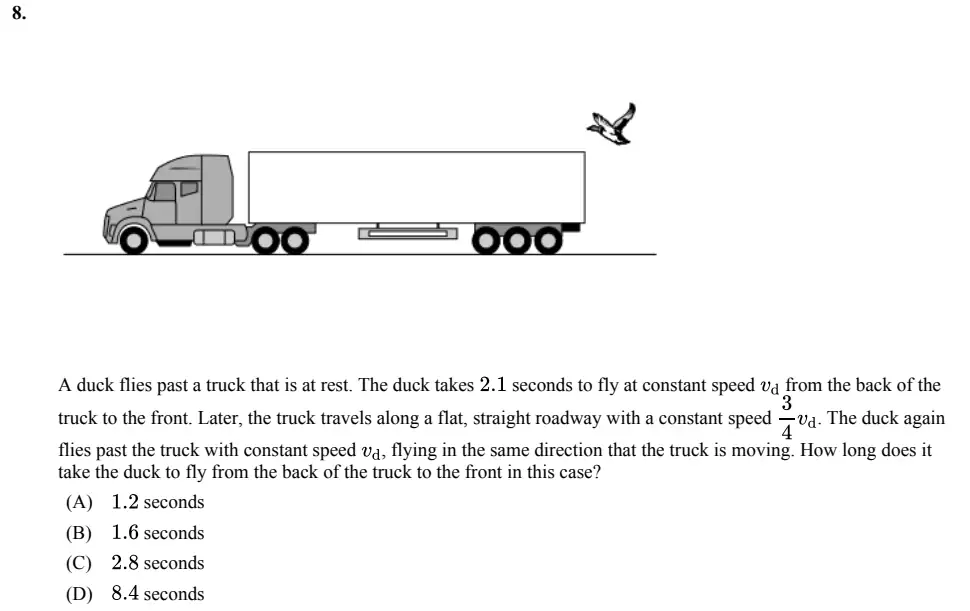 8.
A duck flies past a truck that is at rest. The duck takes 2.1 seconds to fly at constant speed v_d from the back of the
truck to the front. Later, the truck travels along a flat, straight roadway with a constant speed 3/4 v_d. The duck again
flies past the truck with constant speed v_d, flying in the same direction that the truck is moving. How long does it
take the duck to fly from the back of the truck to the front in this case?
(A) 1.2 seconds
(B) 1.6 seconds
(C) 2.8 seconds
(D) 8.4 seconds